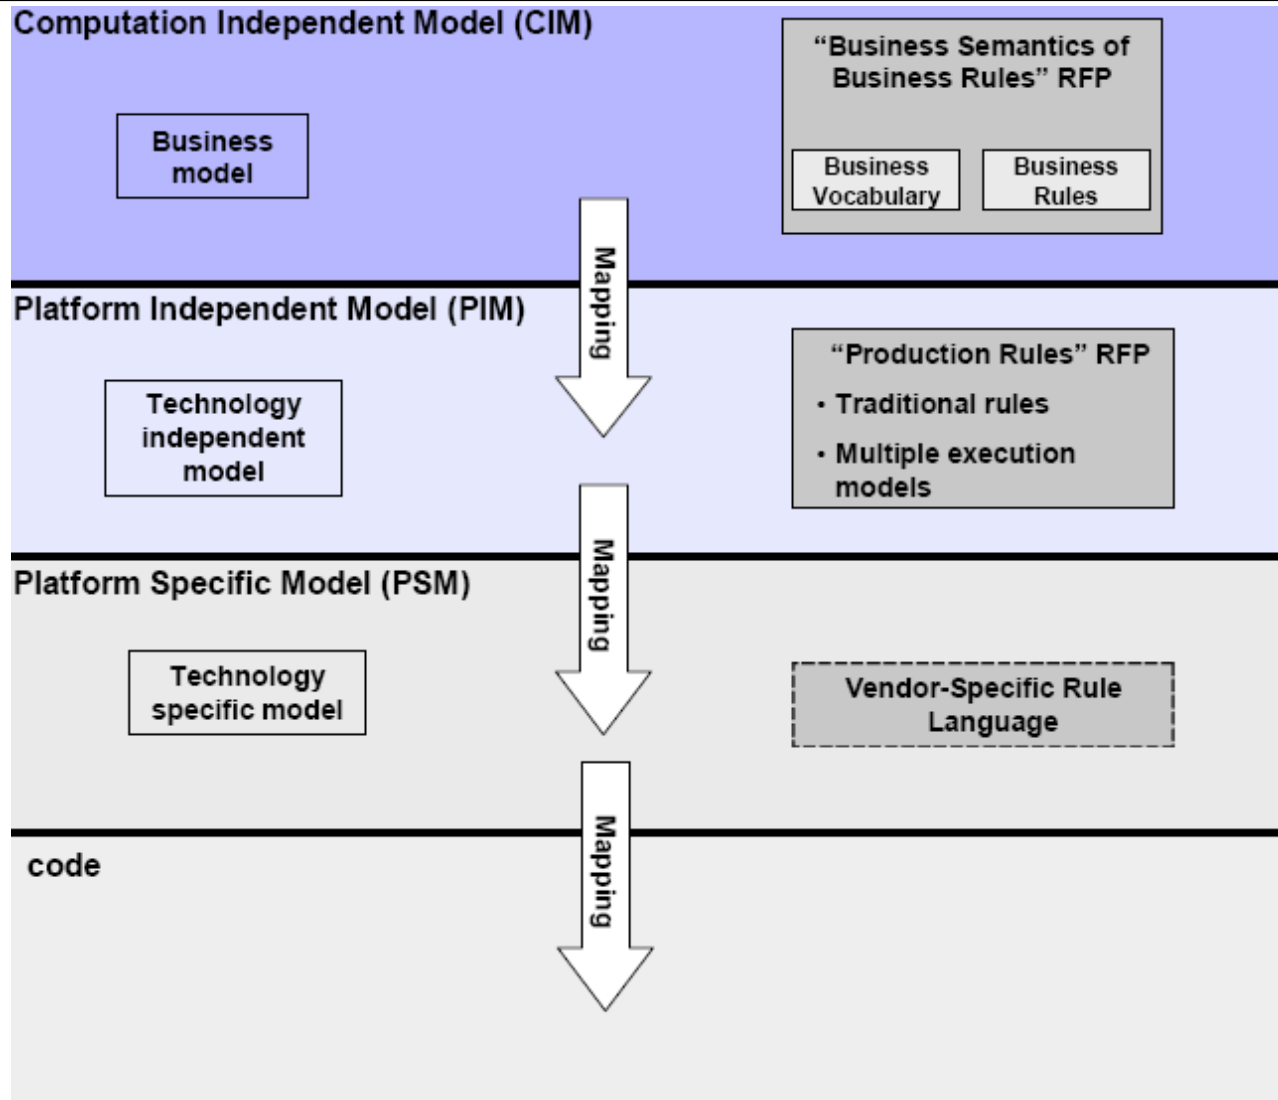 Computation Independent Model (CIM)
“Business Semantics of
Business Rules” RFP
Business
model
Business
Vocabulary
Business
Rules
Mapping
Platform Independent Model (PIM)
“Production Rules” RFP
• Traditional rules
• Multiple execution
models
Technology
independent
model
Mapping
Platform Specific Model (PSM)
Technology
specific model
Vendor-Specific Rule
Language
Mapping
code